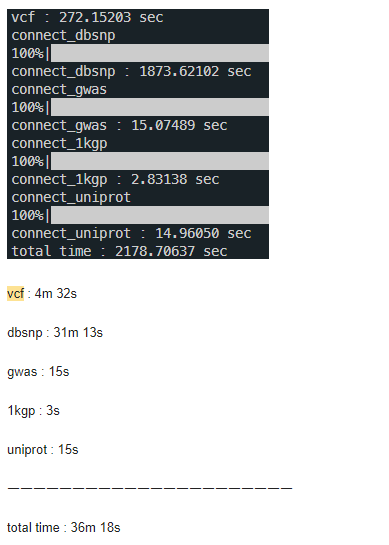 vcf : 272.15203 sec
connect_dbsnp
100%|
connect_dbsnp : 1873.62102 sec
connect_gwas
100%|
connect_gwas : 15.07489 sec
connect_1kgp
100%|
connect_1kgp : 2.83138 sec
connect_uniprot
100%|
connect_uniprot : 14.96050 sec
total time : 2178.70637 sec
vcf : 4m 32s
dbsnp : 31m 13s
gwas : 15s
1kgp : 3s
uniprot : 15s
——————————————————————
total time : 36m 18s